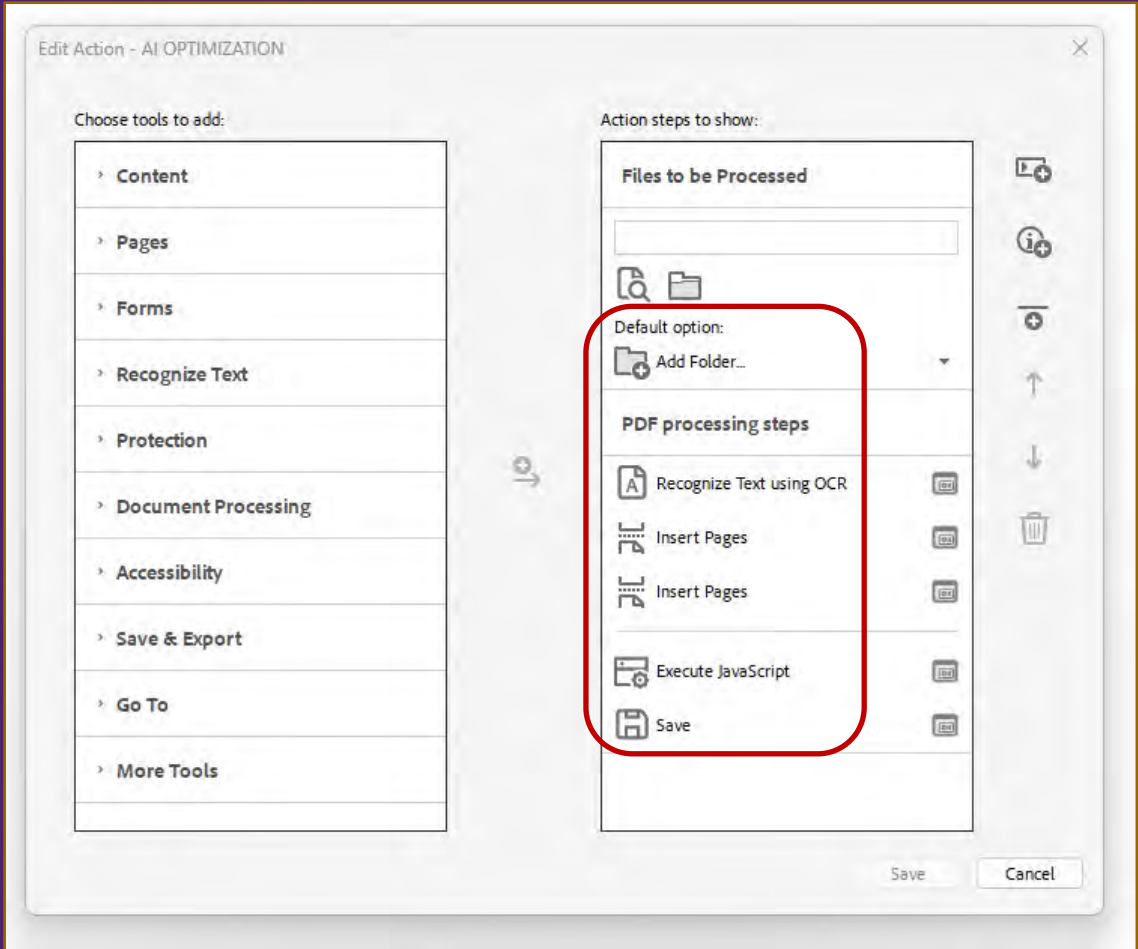 Edit Action - AI OPTIMIZATION
Choose tools to add:
Content
Pages
Forms
Recognize Text
Protection
Document Processing
Accessibility
Save & Export
Go To
More Tools
Action steps to show:
Files to be Processed
Default option:
Add Folder...
PDF processing steps
Recognize Text using OCR
Insert Pages
Insert Pages
Execute JavaScript
Save
Save
Cancel